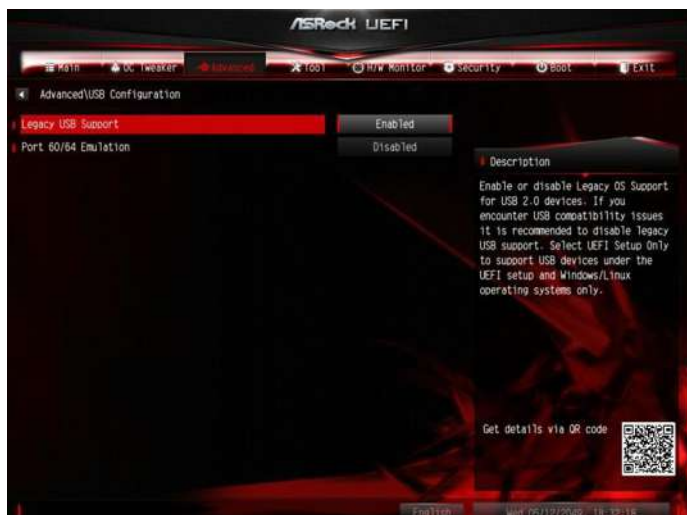 ASRock UEFI
Main
OC Tweaker
Advanced
Tool
H/W Monitor
Security
Boot
Exit
Advanced\USB Configuration
Legacy USB Support
Enabled
Port 60/64 Emulation
Disabled
Description
Enable or disable Legacy OS Support
for USB 2.0 devices. If you
encounter USB compatibility issues
it is recommended to disable legacy
USB support. Select UEFI Setup Only
to support USB devices under the
UEFI setup and Windows/Linux
operating systems only.
Get details via QR code
English